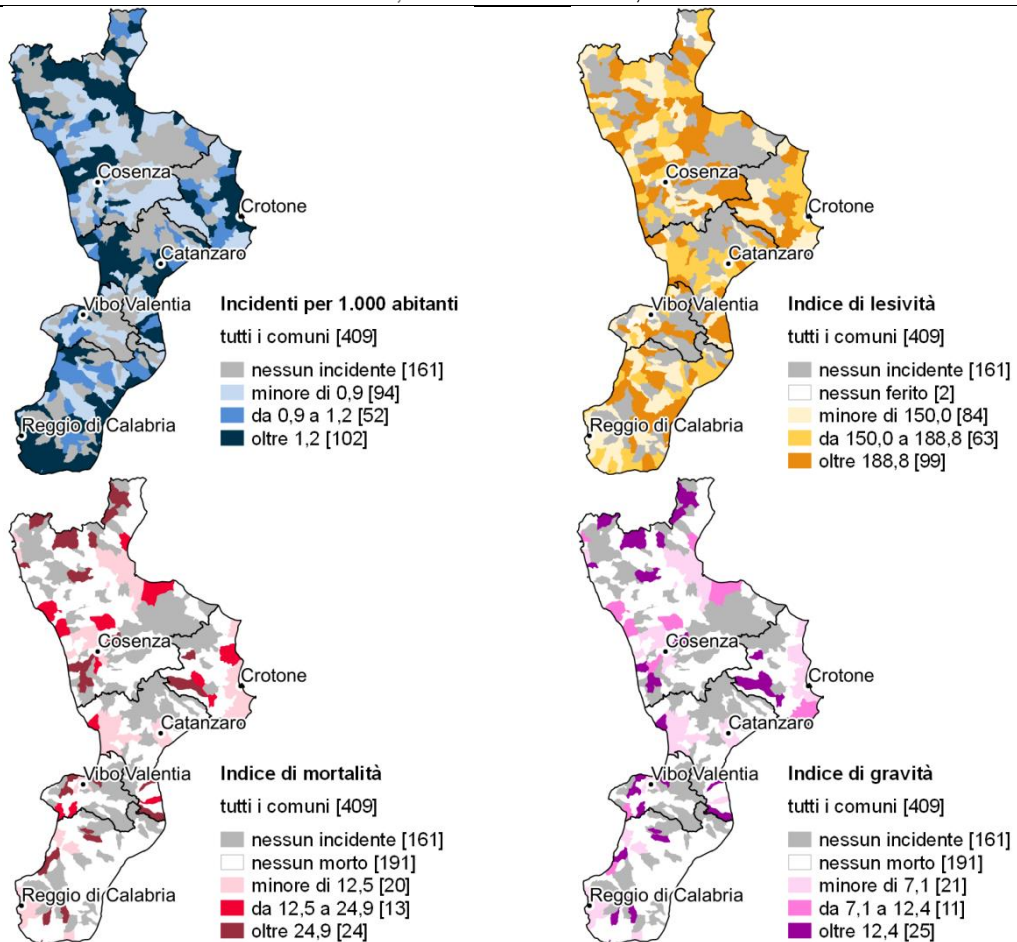 Cosenza
Crotone
Catanzaro
Vibo Valentia
Reggio di Calabria
Incidenti per 1.000 abitanti
tutti i comuni [409]
nessun incidente [161]
minore di 0,9 [94]
da 0,9 a 1,2 [52]
oltre 1,2 [102]
Cosenza
Crotone
Catanzaro
Vibo Valentia
Reggio di Calabria
Indice di lesività
tutti i comuni [409]
nessun incidente [161]
nessun ferito [2]
minore di 150,0 [84]
da 150,0 a 188,8 [63]
oltre 188,8 [99]
Cosenza
Crotone
Catanzaro
Vibo Valentia
Reggio di Calabria
Indice di mortalità
tutti i comuni [409]
nessun incidente [161]
nessun morto [191]
minore di 12,5 [20]
da 12,5 a 24,9 [13]
oltre 24,9 [24]
Cosenza
Crotone
Catanzaro
Vibo Valentia
Reggio di Calabria
Indice di gravità
tutti i comuni [409]
nessun incidente [161]
nessun morto [191]
minore di 7,1 [21]
da 7,1 a 12,4 [11]
oltre 12,4 [25]